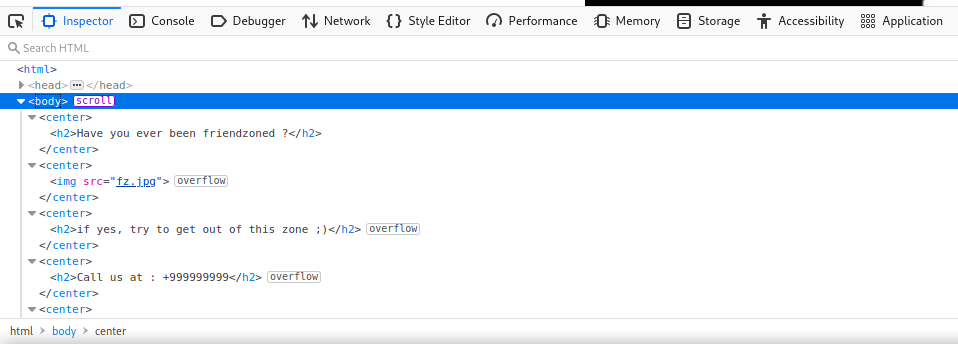 Inspector Console Debugger Network Style Editor Performance Memory Storage Accessibility Application
Search HTML
<html>
<head> ••• </head>
<body> scroll
<center>
<h2>Have you ever been friendzoned ?</h2>
</center>
<center>
<img src="fz.jpg"> overflow
</center>
<center>
<h2>if yes, try to get out of this zone ;)</h2> overflow
</center>
<center>
<h2>Call us at : +999999999</h2> overflow
</center>
<center>
html > body > center